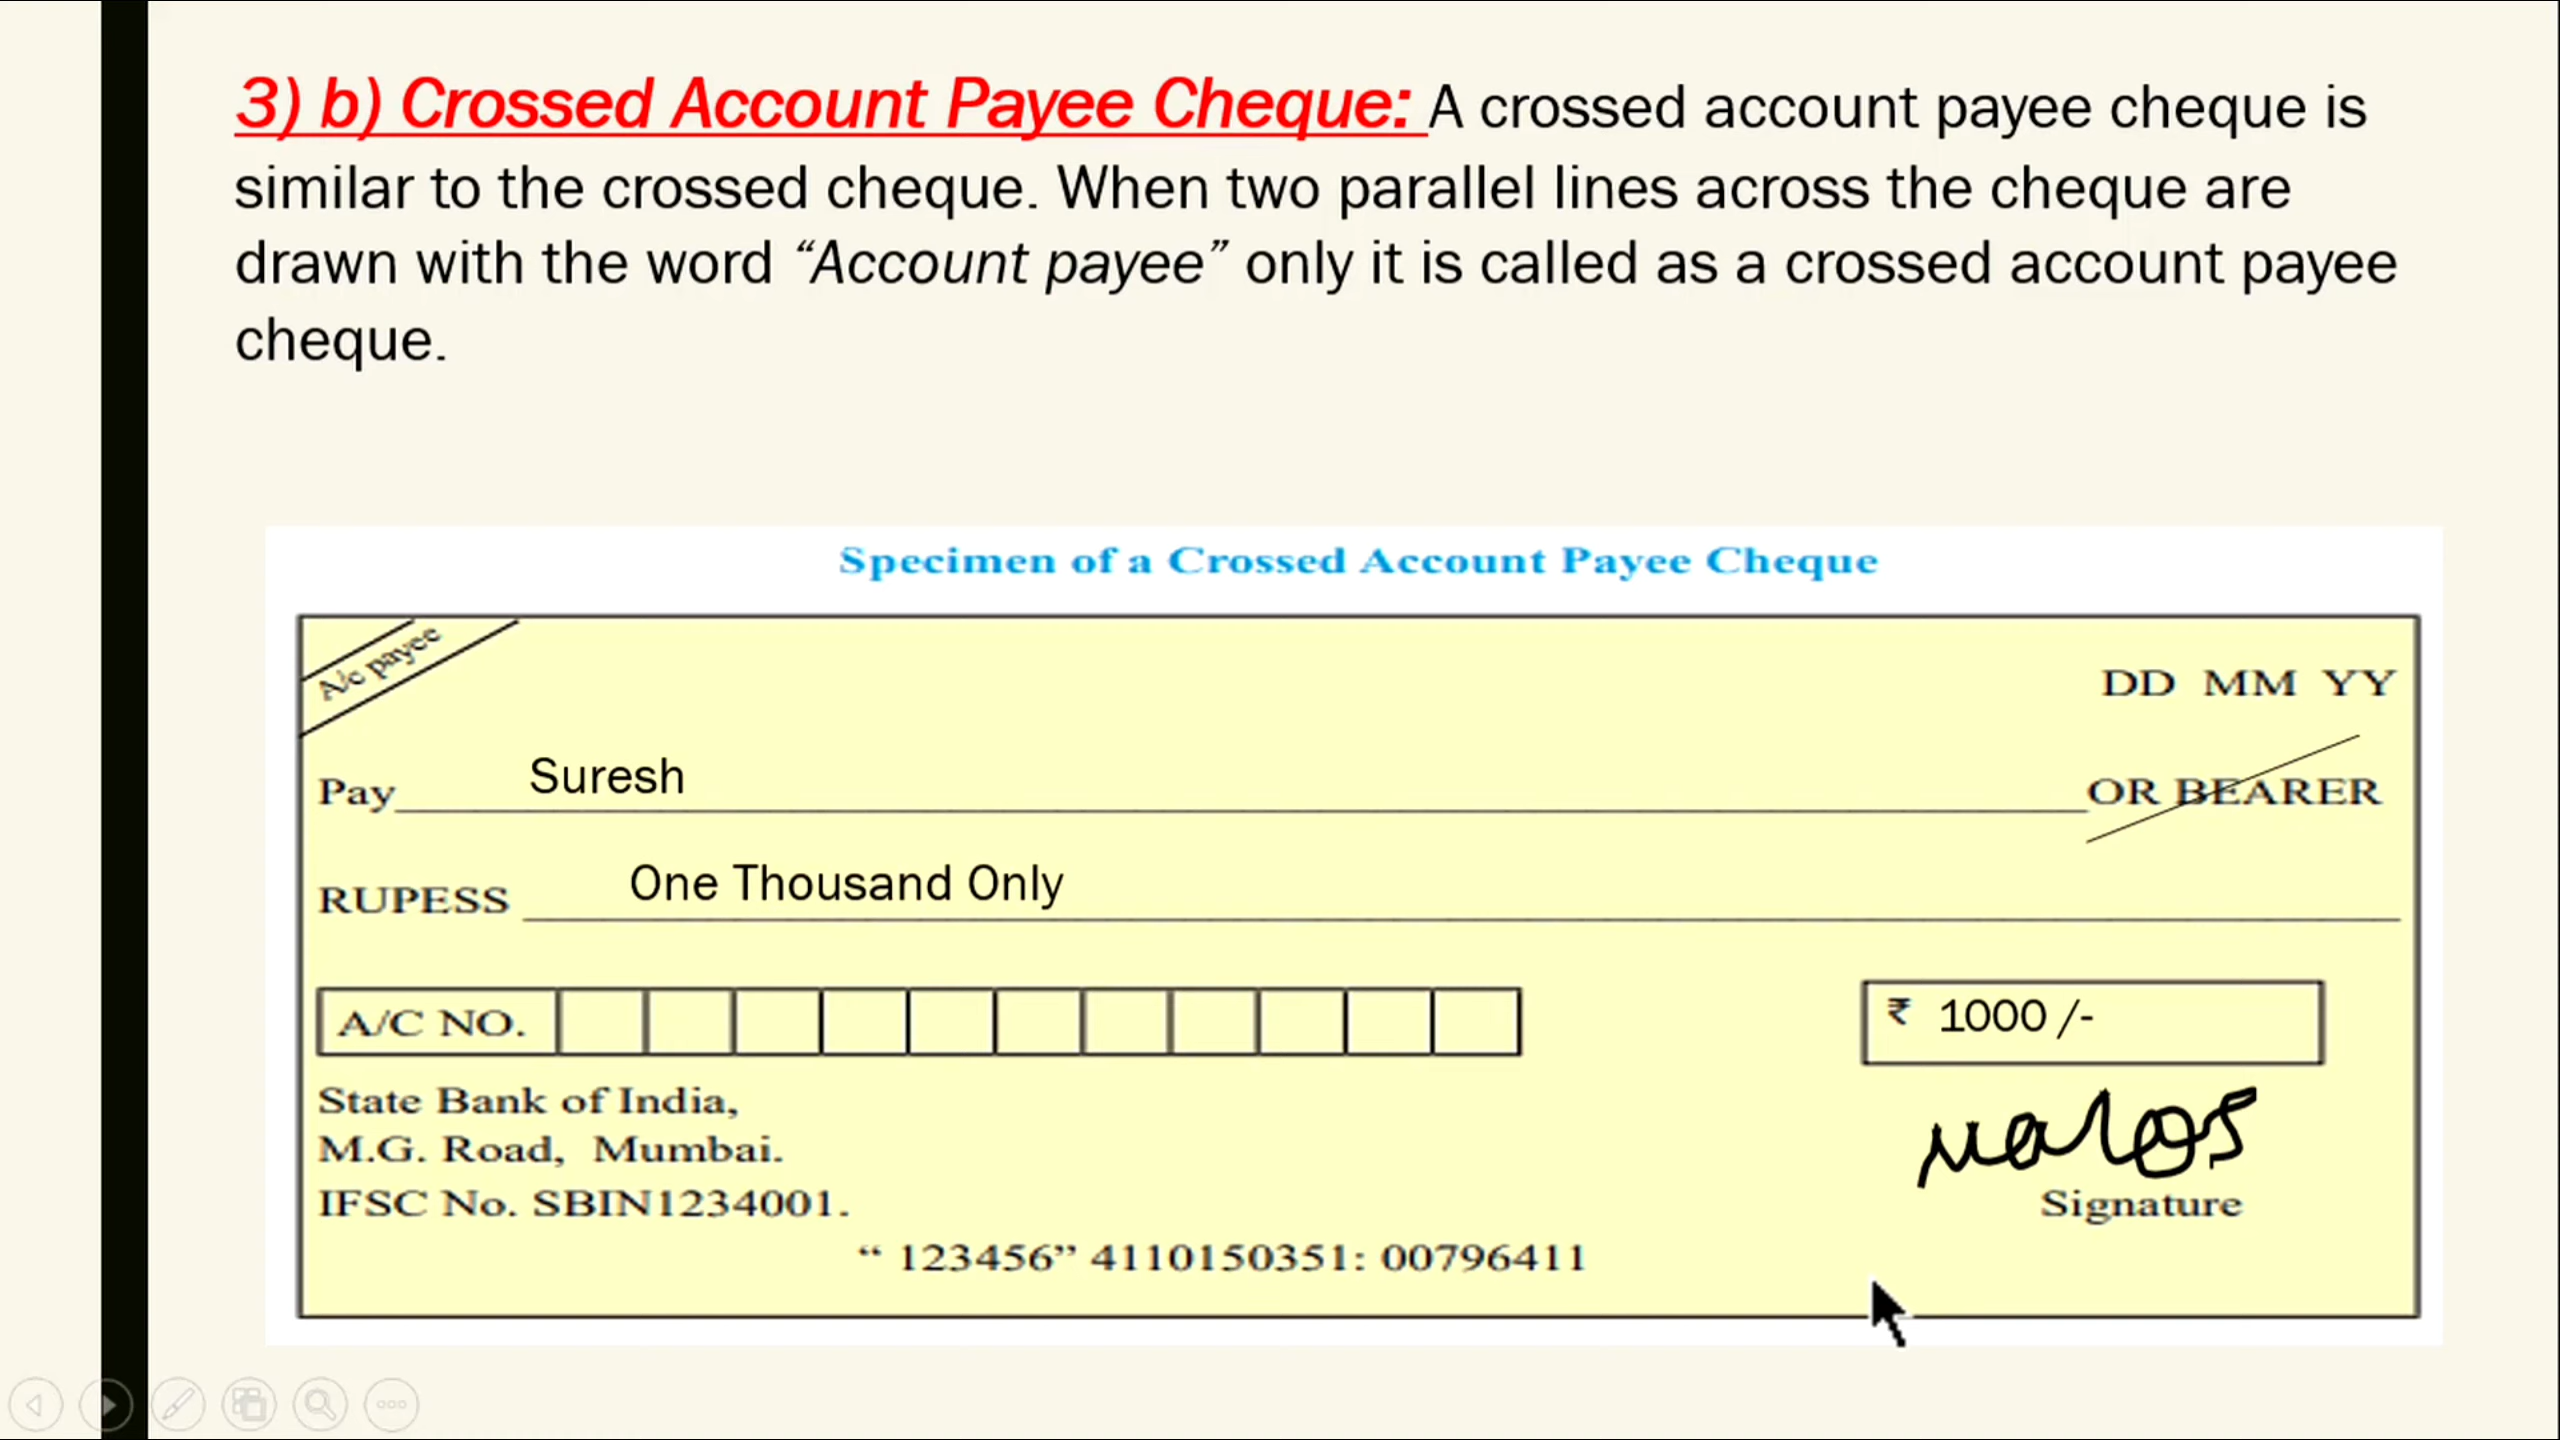 3) b) Crossed Account Payee Cheque: A crossed account payee cheque is
similar to the crossed cheque. When two parallel lines across the cheque are
drawn with the word “Account payee” only it is called as a crossed account payee
cheque.
Specimen of a Crossed Account Payee Cheque
A/c payee
DD MM YY
Pay Suresh OR BEARER
RUPESS One Thousand Only
A/C NO.
₹ 1000 /-
State Bank of India,
M.G. Road, Mumbai.
IFSC No. SBIN1234001.
Signature
“ 123456” 4110150351: 00796411